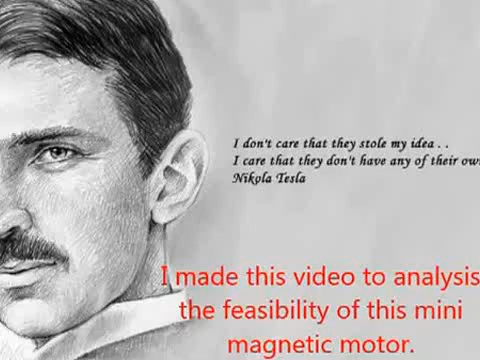 I don't care that they stole my idea . .
I care that they don't have any of their own
Nikola Tesla
I made this video to analysis
the feasibility of this mini
magnetic motor.